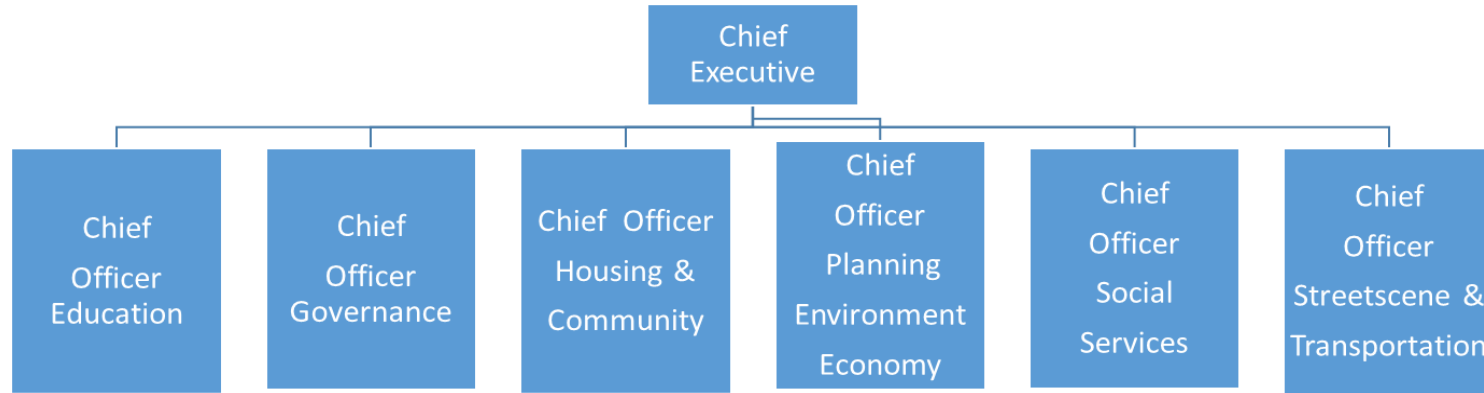 Chief
Executive
Chief
Officer
Education
Chief
Officer
Governance
Chief Officer
Housing &
Community
Chief
Officer
Planning
Environment
Economy
Chief
Officer
Social
Services
Chief
Officer
Streetscene &
Transportation